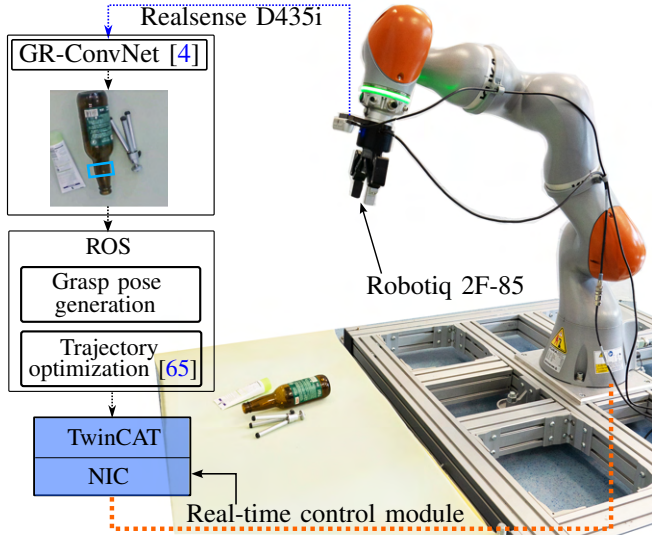 Realsense D435i
GR-ConvNet [4]
ROS
Grasp pose
generation
Trajectory
optimization [65]
TwinCAT
NIC
Robotiq 2F-85
Real-time control module